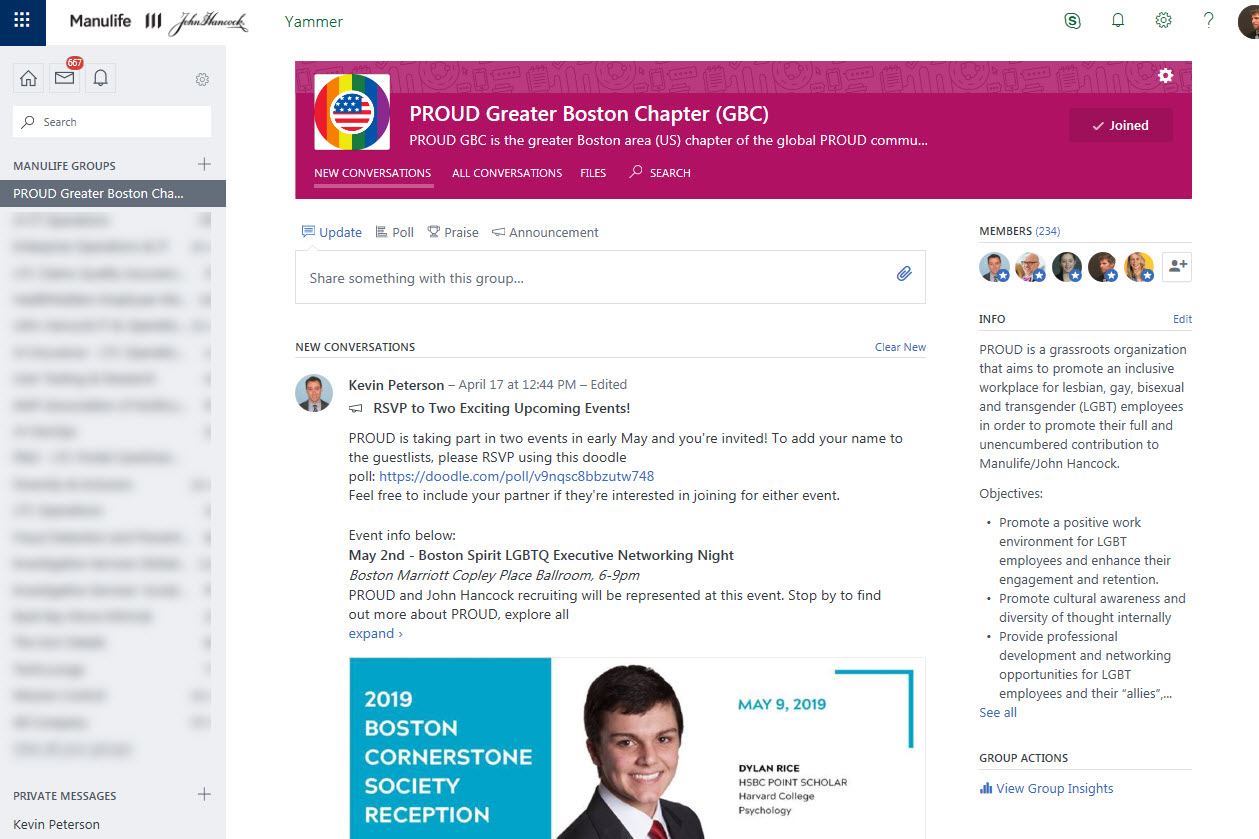 Manulife John Hancock
Yammer
667
Search
MANULIFE GROUPS
PROUD Greater Boston Cha...
PRIVATE MESSAGES
Kevin Peterson
PROUD Greater Boston Chapter (GBC)
PROUD GBC is the greater Boston area (US) chapter of the global PROUD commu...
Joined
NEW CONVERSATIONS ALL CONVERSATIONS FILES SEARCH
Update Poll Praise Announcement
Share something with this group...
NEW CONVERSATIONS Clear New
Kevin Peterson – April 17 at 12:44 PM – Edited
RSVP to Two Exciting Upcoming Events!
PROUD is taking part in two events in early May and you're invited! To add your name to
the guestlists, please RSVP using this doodle
poll: https://doodle.com/poll/v9nqsc8bbzutw748
Feel free to include your partner if they're interested in joining for either event.
Event info below:
May 2nd - Boston Spirit LGBTQ Executive Networking Night
Boston Marriott Copley Place Ballroom, 6-9pm
PROUD and John Hancock recruiting will be represented at this event. Stop by to find
out more about PROUD, explore all
expand ›
2019
BOSTON
CORNERSTONE
SOCIETY
RECEPTION
MAY 9, 2019
DYLAN RICE
HSBC POINT SCHOLAR
Harvard College
Psychology
MEMBERS (234)
INFO Edit
PROUD is a grassroots organization
that aims to promote an inclusive
workplace for lesbian, gay, bisexual
and transgender (LGBT) employees
in order to promote their full and
unencumbered contribution to
Manulife/John Hancock.
Objectives:
• Promote a positive work
environment for LGBT
employees and enhance their
engagement and retention.
• Promote cultural awareness and
diversity of thought internally
• Provide professional
development and networking
opportunities for LGBT
employees and their “allies”,...
See all
GROUP ACTIONS
View Group Insights